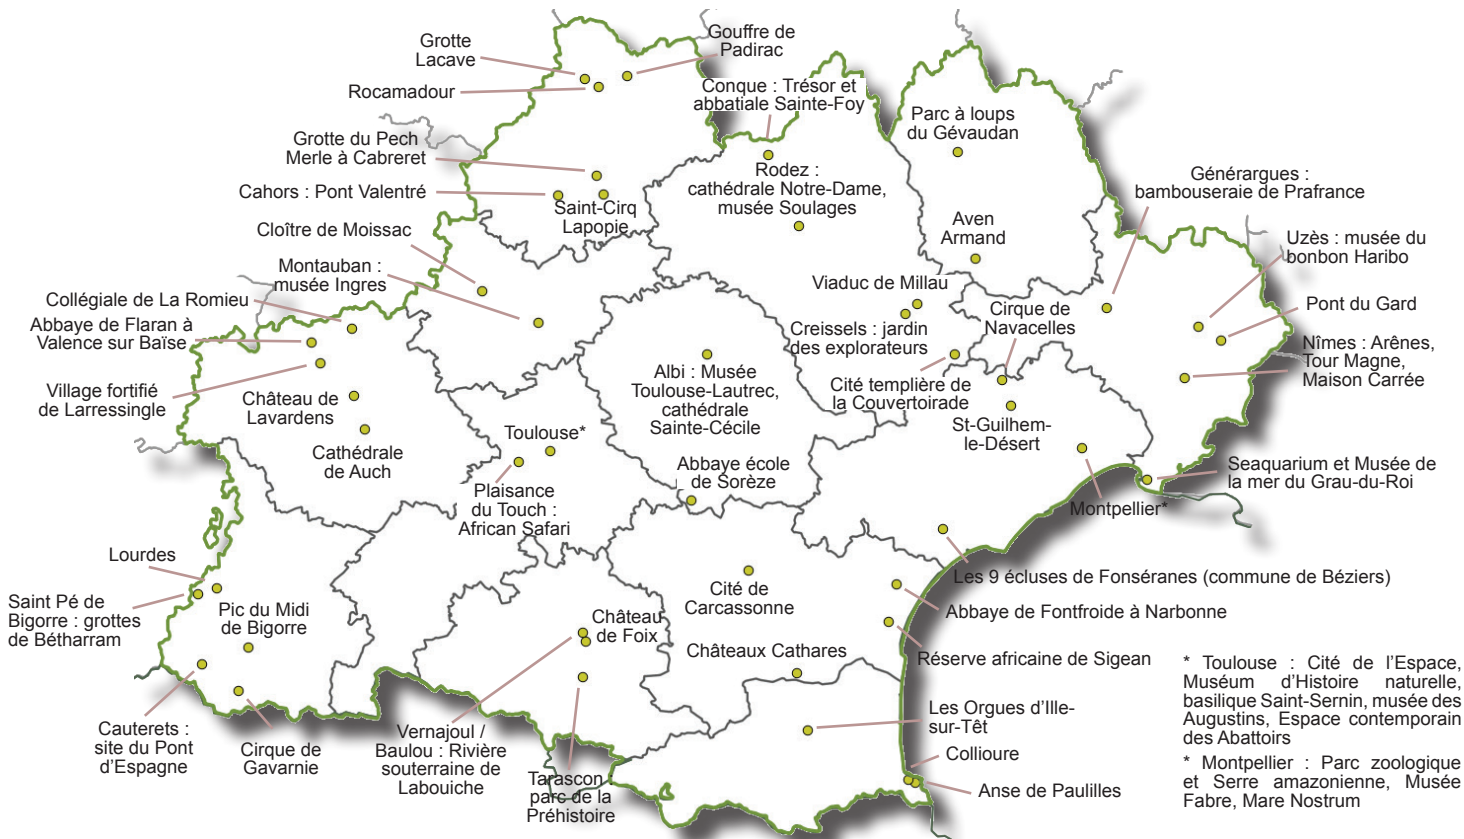 Grotte
Lacave
Gouffre de
Padirac
Rocamadour
Conque : Trésor et
abbatiale Sainte-Foy
Parc à loups
du Gévaudan
Grotte du Pech
Merle à Cabreret
Cahors : Pont Valentré
Saint-Cirq
Lapopie
Rodez :
cathédrale Notre-Dame,
musée Soulages
Générargues :
bambouseraie de Prafrance
Cloître de Moissac
Aven
Armand
Uzès : musée du
bonbon Haribo
Montauban :
musée Ingres
Viaduc de Millau
Collégiale de La Romieu
Cirque de
Navacelles
Pont du Gard
Abbaye de Flaran à
Valence sur Baïse
Creissels : jardin
des explorateurs
Nîmes : Arênes,
Tour Magne,
Maison Carrée
Village fortifié
de Larressingle
Château de
Lavardens
Albi : Musée
Toulouse-Lautrec,
cathédrale
Sainte-Cécile
Cité templière de
la Couvertoirade
St-Guilhem-
le-Désert
Cathédrale
de Auch
Toulouse*
Abbaye école
de Sorèze
Seaquarium et Musée de
la mer du Grau-du-Roi
Plaisance
du Touch :
African Safari
Montpellier*
Lourdes
Les 9 écluses de Fonséranes (commune de Béziers)
Saint Pé de
Bigorre : grottes
de Bétharram
Pic du Midi
de Bigorre
Cité de
Carcassonne
Abbaye de Fontfroide à Narbonne
Château
de Foix
Châteaux Cathares
Réserve africaine de Sigean
Cauterets :
site du Pont
d'Espagne
Cirque de
Gavarnie
Vernajoul /
Baulou : Rivière
souterraine de
Labouiche
Tarascon :
parc de la
Préhistoire
Les Orgues d'Ille-
sur-Têt
Collioure
Anse de Paulilles
* Toulouse : Cité de l'Espace,
Muséum d'Histoire naturelle,
basilique Saint-Sernin, musée des
Augustins, Espace contemporain
des Abattoirs
* Montpellier : Parc zoologique
et Serre amazonienne, Musée
Fabre, Mare Nostrum